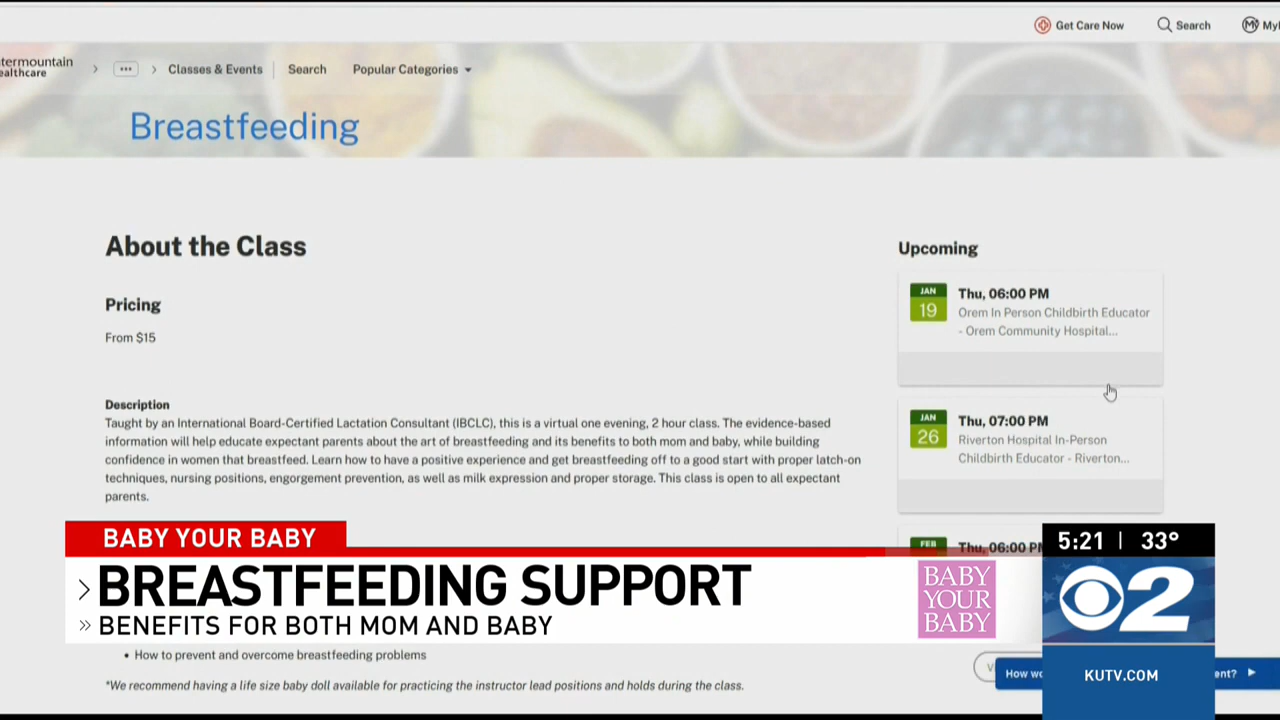 Get Care Now
Search
termountain
ealthcare
Classes & Events
Search
Popular Categories
Breastfeeding
About the Class
Pricing
From $15
Description
Taught by an International Board-Certified Lactation Consultant (IBCLC), this is a virtual one evening, 2 hour class. The evidence-based
information will help educate expectant parents about the art of breastfeeding and its benefits to both mom and baby, while building
confidence in women that breastfeed. Learn how to have a positive experience and get breastfeeding off to a good start with proper latch-on
techniques, nursing positions, engorgement prevention, as well as milk expression and proper storage. This class is open to all expectant
parents.
Upcoming
JAN
19
Thu, 06:00 PM
Orem In Person Childbirth Educator
- Orem Community Hospital...
JAN
26
Thu, 07:00 PM
Riverton Hospital In-Person
Childbirth Educator - Riverton...
FEB
Thu, 06:00 PM
BABY YOUR BABY
BREASTFEEDING SUPPORT
BENEFITS FOR BOTH MOM AND BABY
BABY
YOUR
BABY
5:21 | 33°
2
KUTV.COM
• How to prevent and overcome breastfeeding problems
*We recommend having a life size baby doll available for practicing the instructor lead positions and holds during the class.
How wo
ent?